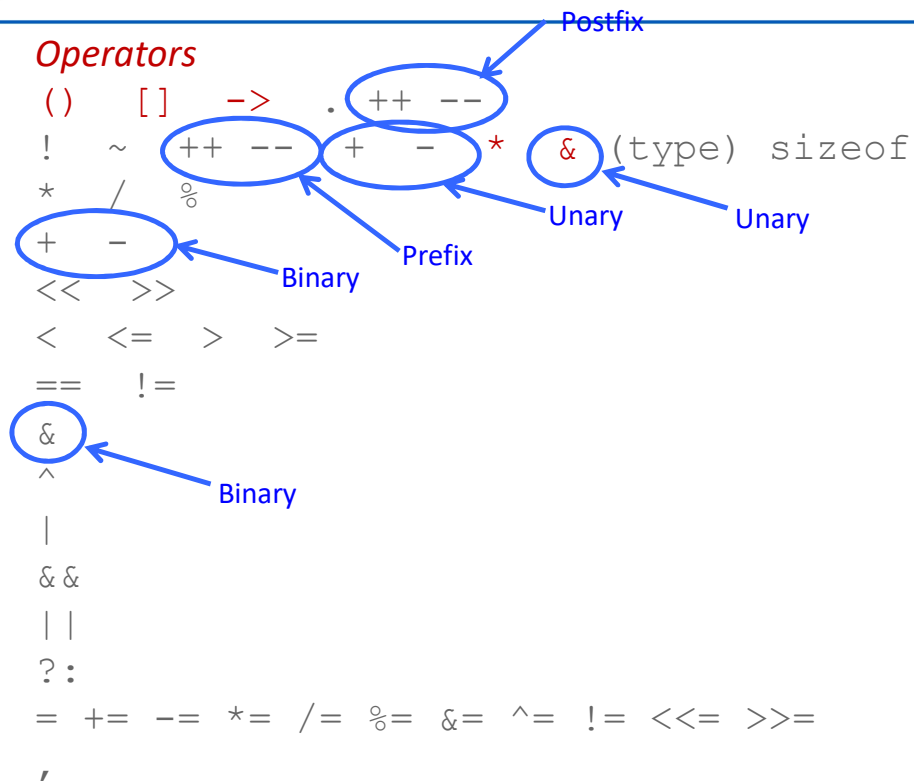 Postfix
Operators
() [] -> . ++ --
! ~ ++ -- + - * & (type) sizeof
* / %
Unary Unary
+ - Prefix
Binary
<< >>
< <= > >=
== !=
&
^
Binary
|
&&
||
?:
= += -= *= /= %= &= ^= != <<= >>=
,